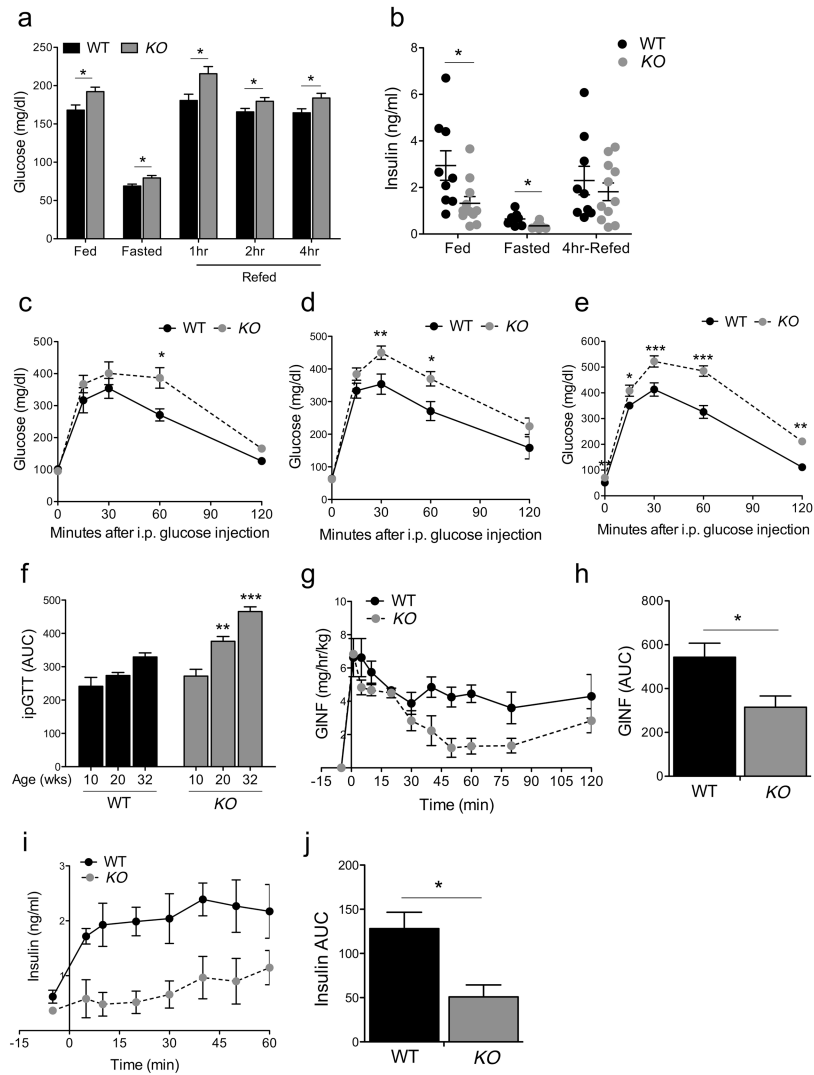 a
WT KO
250
200
150
100
50
0
Glucose (mg/dl)
* * * * *
Fed Fasted 1hr 2hr 4hr
Refed
b
WT
KO
8
6
4
2
0
Insulin (ng/ml)
* *
Fed Fasted 4hr-Refed
c
WT KO
500
400
300
200
100
0
Glucose (mg/dl)
*
0 30 60 90 120
Minutes after i.p. glucose injection
d
WT KO
500
400
300
200
100
0
Glucose (mg/dl)
** *
0 30 60 90 120
Minutes after i.p. glucose injection
e
WT KO
600
500
400
300
200
100
0
Glucose (mg/dl)
** * *** *** **
0 30 60 90 120
Minutes after i.p. glucose injection
f
500
400
300
200
100
0
ipGTT (AUC)
** ***
Age (wks) 10 20 32 10 20 32
WT KO
g
WT
KO
10
8
6
4
2
0
GINF (mg/hr/kg)
-15 0 15 30 45 60 75 90 105 120
Time (min)
h
800
600
400
200
0
GINF (AUC)
*
WT KO
i
WT
KO
3
2
1
Insulin (ng/ml)
-15 0 15 30 45 60
Time (min)
j
200
150
100
50
0
Insulin AUC
*
WT KO